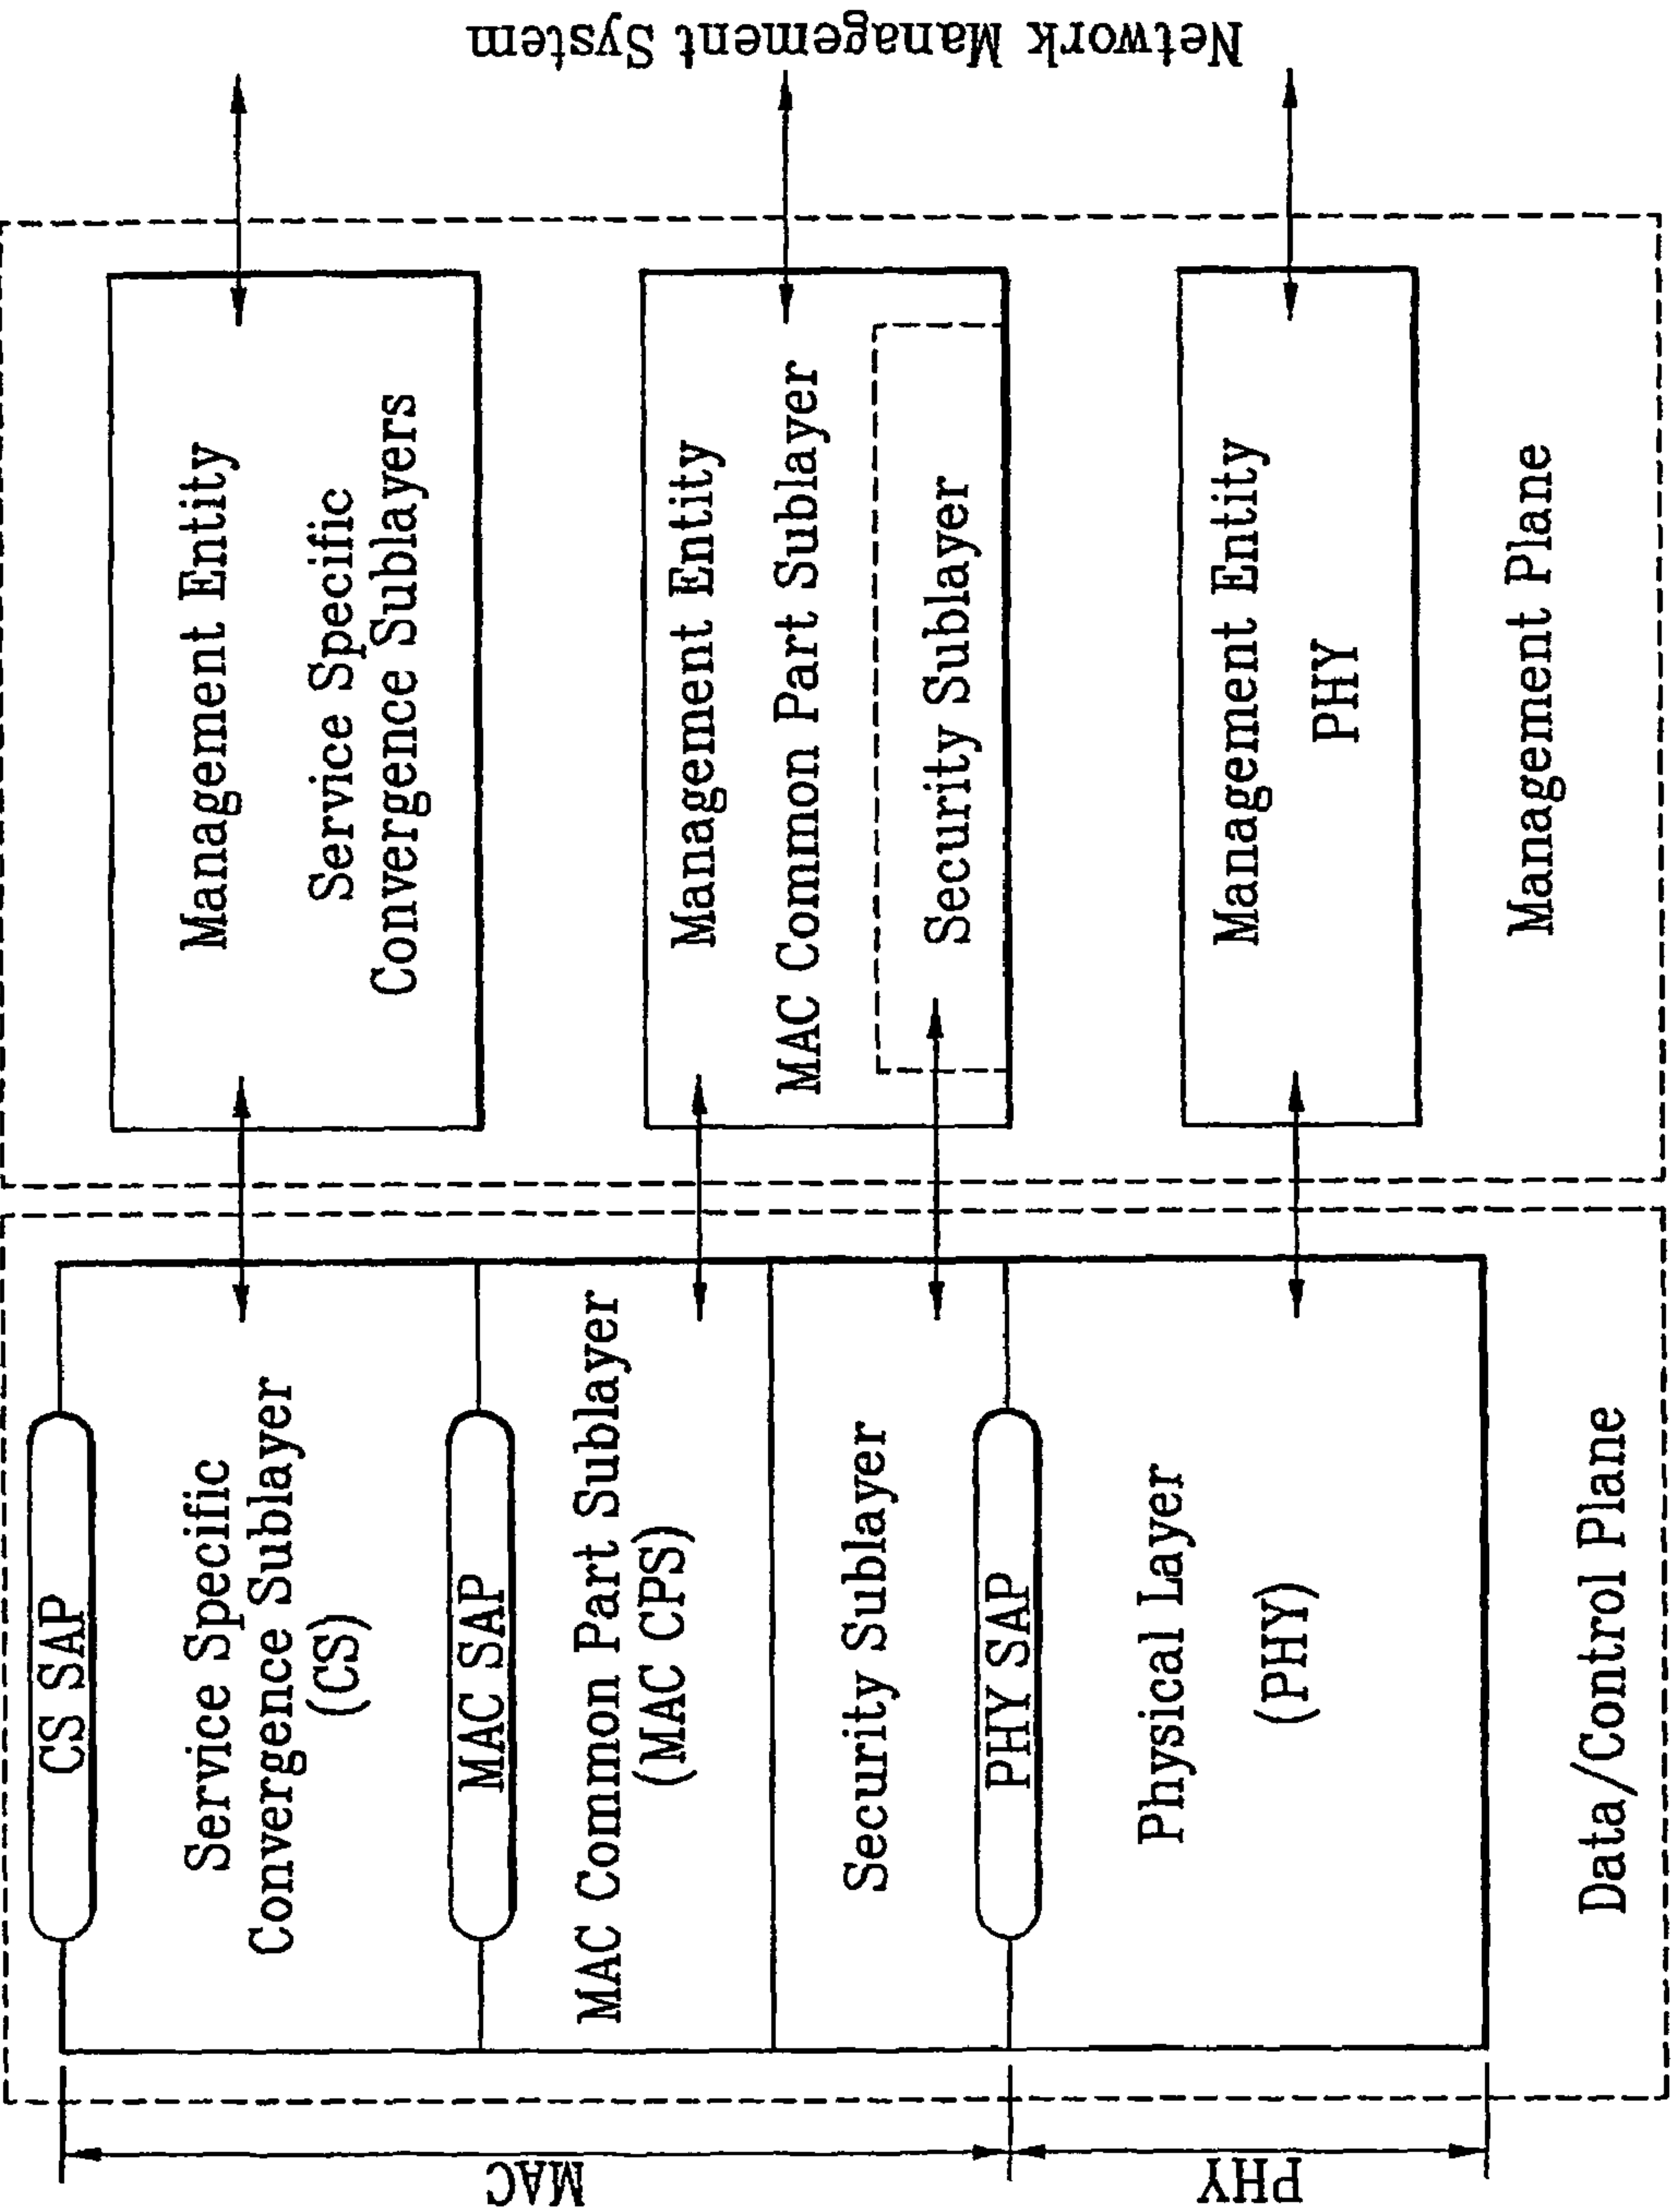 MAC
PHY
CS SAP
Service Specific
Convergence Sublayer
(CS)
MAC SAP
MAC Common Part Sublayer
(MAC CPS)
Security Sublayer
PHY SAP
Physical Layer
(PHY)
Data/Control Plane
Management Entity
Service Specific
Convergence Sublayers
Management Entity
MAC Common Part Sublayer
Security Sublayer
Management Entity
PHY
Management Plane
Network Management System